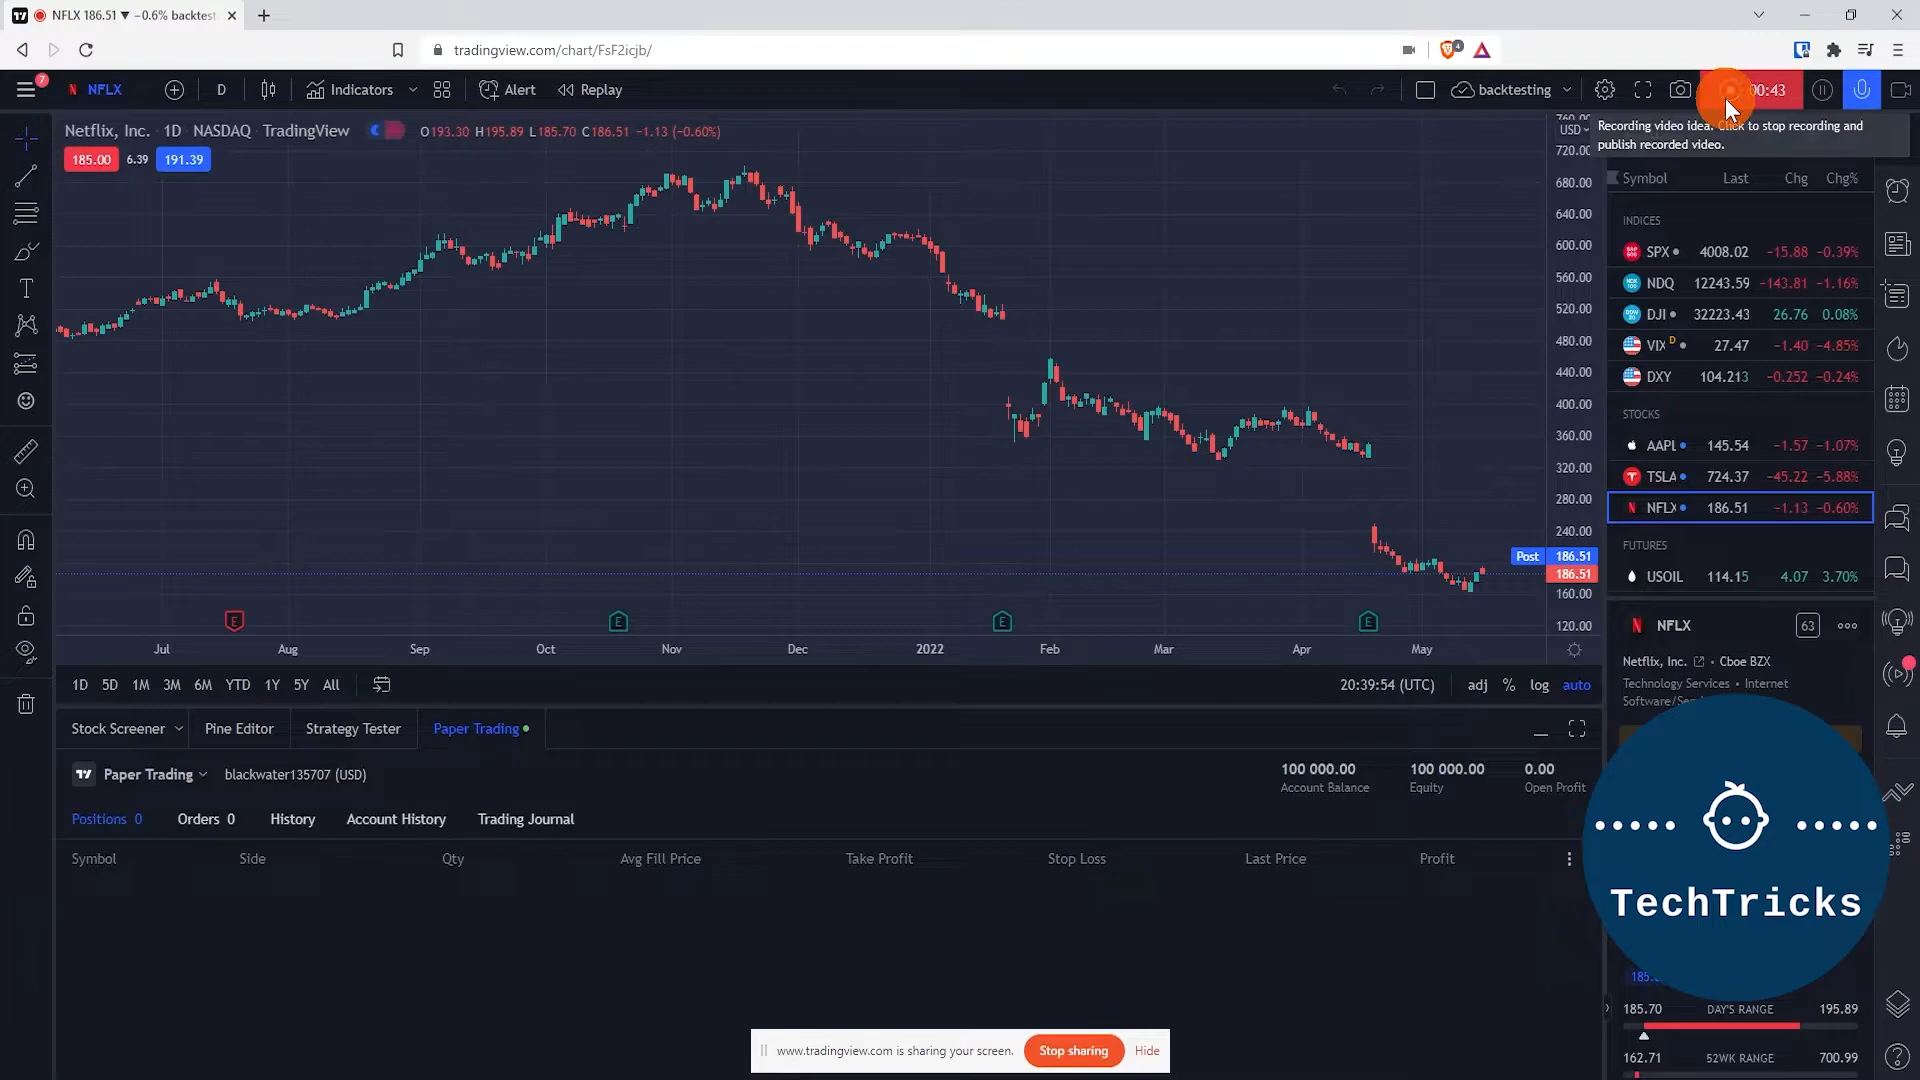 NFLX 186.51 ▼ −0.6% backtest
tradingview.com/chart/FsF2icjb/
4
7
NFLX
D
Indicators
Alert
Replay
backtesting
00:43
Recording video idea. Click to stop recording and
publish recorded video.
Netflix, Inc. · 1D · NASDAQ · TradingView
O193.30 H195.89 L185.70 C186.51 −1.13 (−0.60%)
185.00
6.39
191.39
USD
760.00
720.00
680.00
640.00
600.00
560.00
520.00
480.00
440.00
400.00
360.00
320.00
280.00
240.00
Post 186.51
186.51
160.00
120.00
E
E
E
E
Jul
Aug
Sep
Oct
Nov
Dec
2022
Feb
Mar
Apr
May
1D 5D 1M 3M 6M YTD 1Y 5Y All
20:39:54 (UTC)
adj % log auto
Stock Screener
Pine Editor
Strategy Tester
Paper Trading
Paper Trading
blackwater135707 (USD)
100 000.00
Account Balance
100 000.00
Equity
0.00
Open Profit
Positions 0
Orders 0
History
Account History
Trading Journal
Symbol Side Qty Avg Fill Price Take Profit Stop Loss Last Price Profit
Symbol Last Chg Chg%
INDICES
SPX 4008.02 −15.88 −0.39%
NDQ 12243.59 −143.81 −1.16%
DJI 32223.43 26.76 0.08%
VIX D 27.47 −1.40 −4.85%
DXY 104.213 −0.252 −0.24%
STOCKS
AAPL 145.54 −1.57 −1.07%
TSLA 724.37 −45.22 −5.88%
NFLX 186.51 −1.13 −0.60%
FUTURES
USOIL 114.15 4.07 3.70%
NFLX
63
Netflix, Inc. · Cboe BZX
Technology Services · Internet
Software/Ser
TechTricks
185.70 DAY'S RANGE 195.89
162.71 52WK RANGE 700.99
www.tradingview.com is sharing your screen.
Stop sharing
Hide